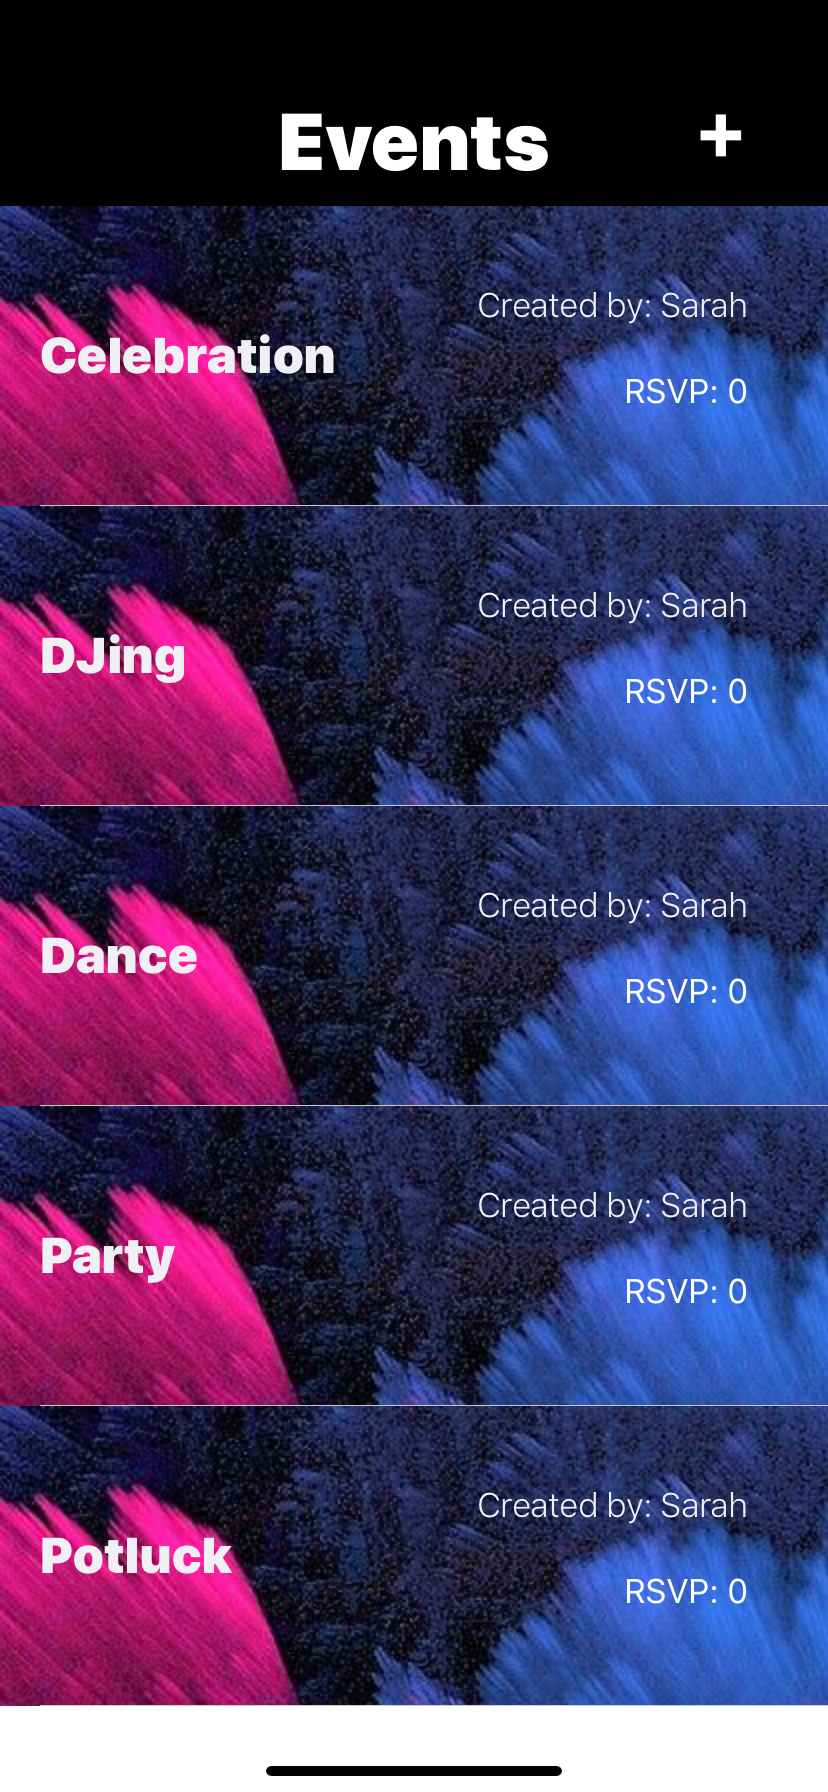 Events +
Created by: Sarah
Celebration
RSVP: 0
Created by: Sarah
DJing
RSVP: 0
Created by: Sarah
Dance
RSVP: 0
Created by: Sarah
Party
RSVP: 0
Created by: Sarah
Potluck
RSVP: 0